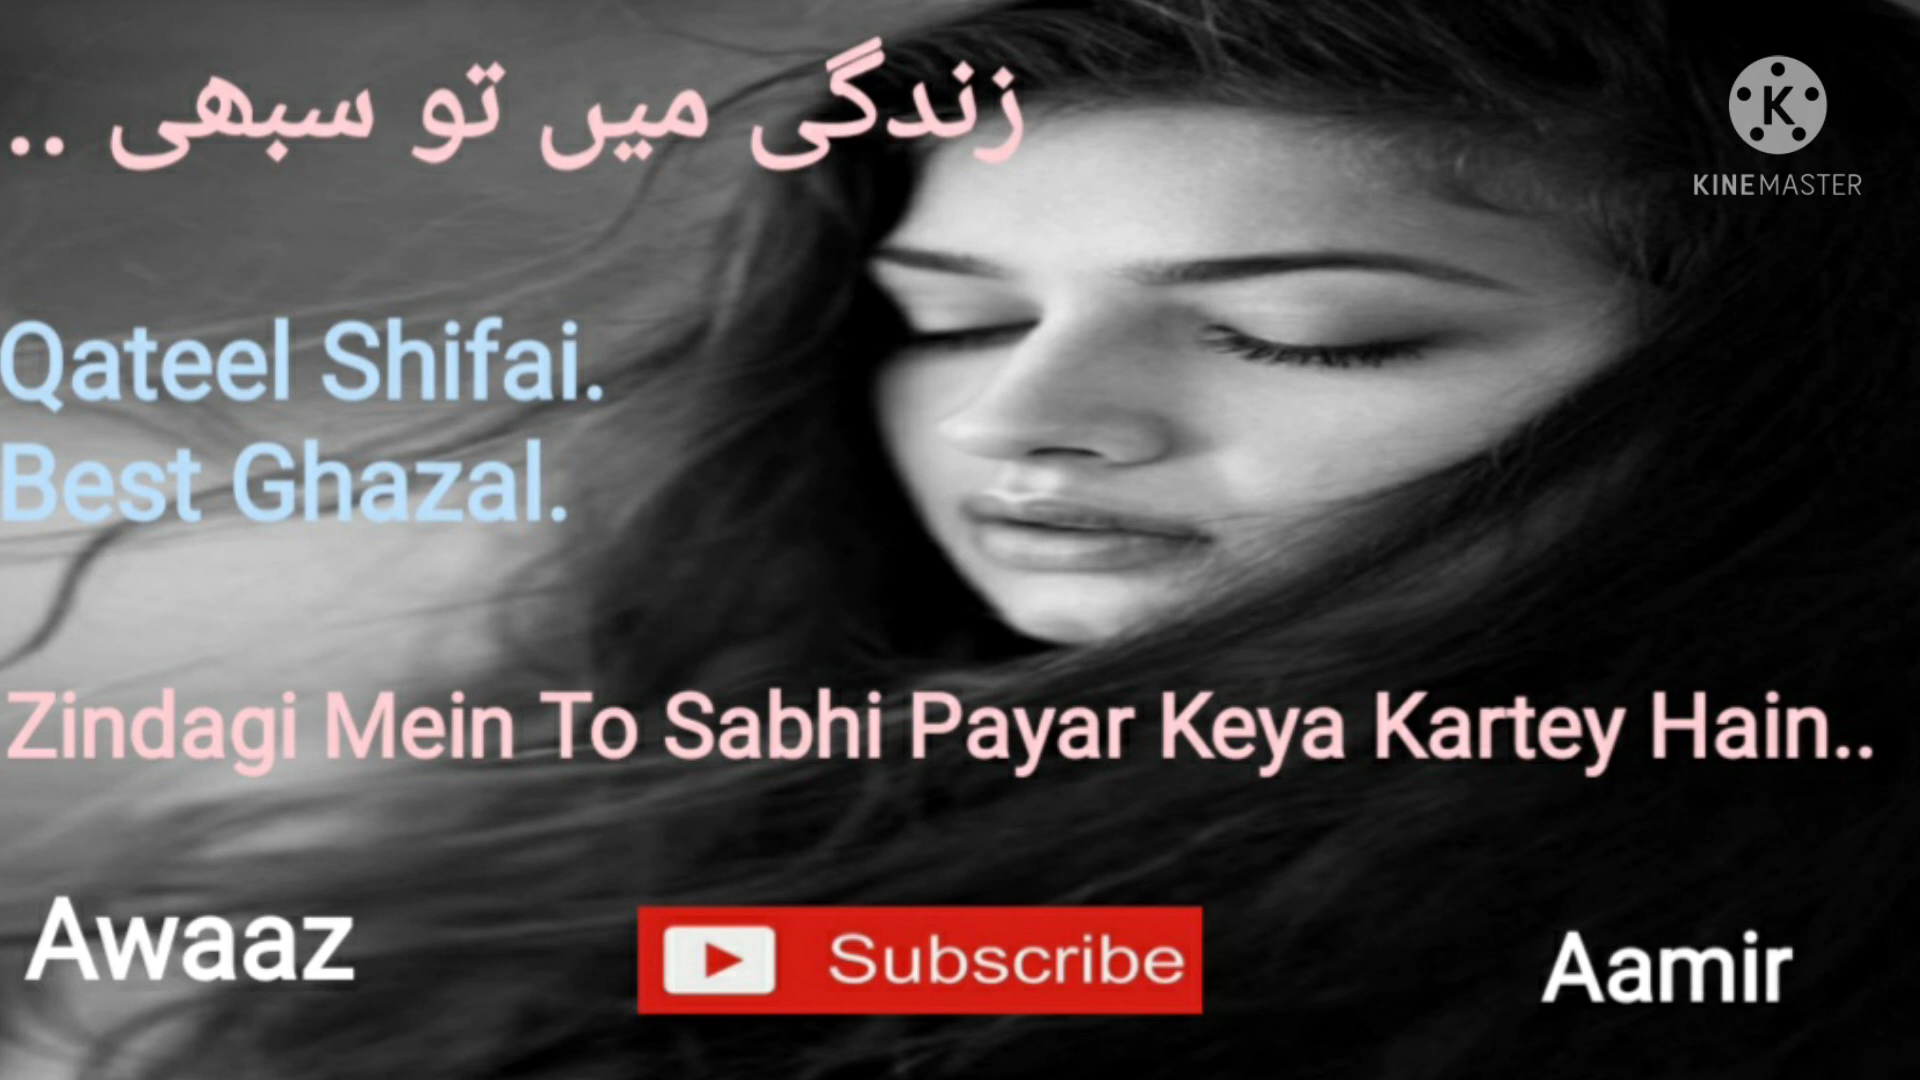 زندگی میں تو سبھی ..
KINEMASTER
Qateel Shifai.
Best Ghazal.
Zindagi Mein To Sabhi Payar Keya Kartey Hain..
Awaaz
Subscribe
Aamir